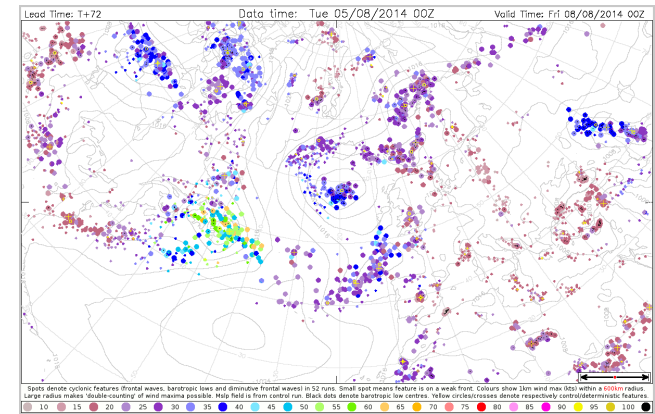 Lead Time: T+72 Data time: Tue 05/08/2014 00Z Valid Time: Fri 08/08/2014 00Z
Spots denote cyclonic features (frontal waves, barotropic lows and diminutive frontal waves) in 52 runs. Small spot means feature is on a weak front. Colours show 1km wind max (kts) within a 600km radius.
Large radius makes 'double-counting' of wind maxima possible. Mslp field is from control run. Black dots denote barotropic low centres. Yellow circles/crosses denote respectively control/deterministic features.
10 15 20 25 30 35 40 45 50 55 60 65 70 75 80 85 90 95 100 120